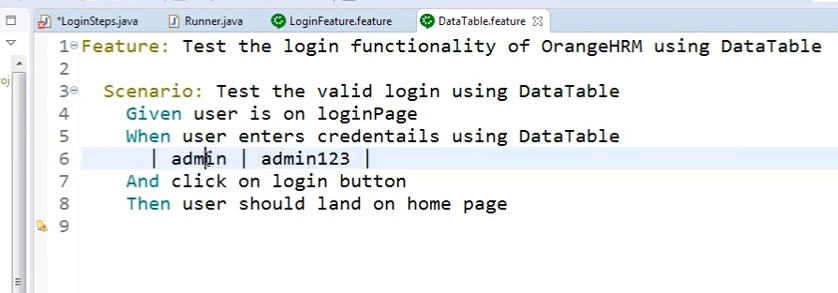 *LoginSteps.java Runner.java LoginFeature.feature DataTable.feature
1 Feature: Test the login functionality of OrangeHRM using DataTable
2
3 Scenario: Test the valid login using DataTable
4 Given user is on loginPage
5 When user enters credentails using DataTable
6 | admin | admin123 |
7 And click on login button
8 Then user should land on home page
9
roj